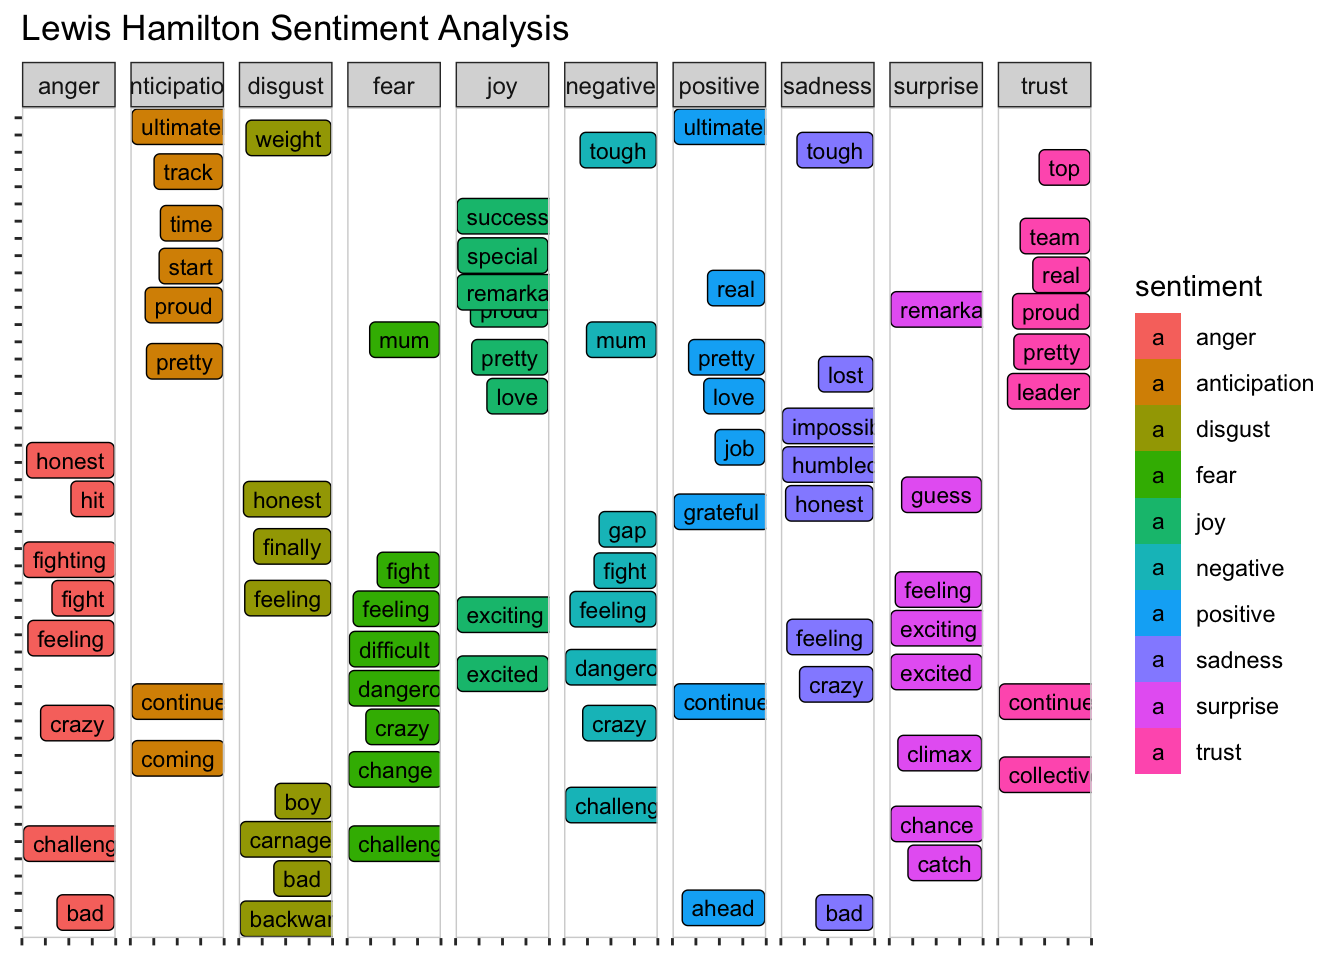 Lewis Hamilton Sentiment Analysis
anger
nticipatio
disgust
fear
joy
negative
positive
sadness
surprise
trust
honest
hit
fighting
fight
feeling
crazy
challeng
bad
ultimate
track
time
start
proud
pretty
continue
coming
weight
honest
finally
feeling
boy
carnage
bad
backwar
mum
fight
feeling
difficult
dangero
crazy
change
challeng
success
special
remarka
proud
pretty
love
exciting
excited
tough
mum
gap
fight
feeling
dangero
crazy
challeng
ultimate
real
pretty
love
job
grateful
continue
ahead
tough
lost
impossib
humbled
honest
feeling
crazy
bad
remarka
guess
feeling
exciting
excited
climax
chance
catch
top
team
real
proud
pretty
leader
continue
collectiv
sentiment
a anger
a anticipation
a disgust
a fear
a joy
a negative
a positive
a sadness
a surprise
a trust